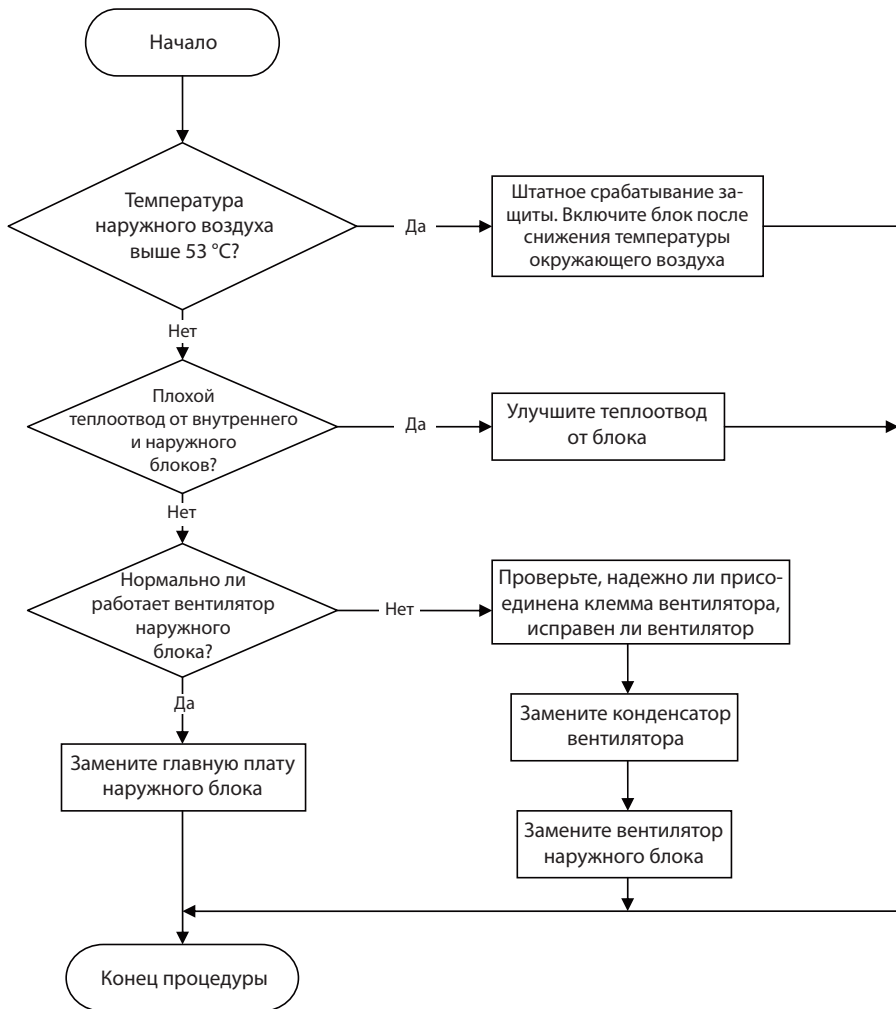 Начало
Температура
наружного воздуха
выше 53 °C?
Да
Штатное срабатывание за-
щиты. Включите блок после
снижения температуры
окружающего воздуха
Нет
Плохой
теплоотвод от внутреннего
и наружного
блоков?
Да
Улучшите теплоотвод
от блока
Нет
Нормально ли
работает вентилятор
наружного
блока?
Нет
Проверьте, надежно ли присо-
единена клемма вентилятора,
исправен ли вентилятор
Да
Замените конденсатор
вентилятора
Замените главную плату
наружного блока
Замените вентилятор
наружного блока
Конец процедуры